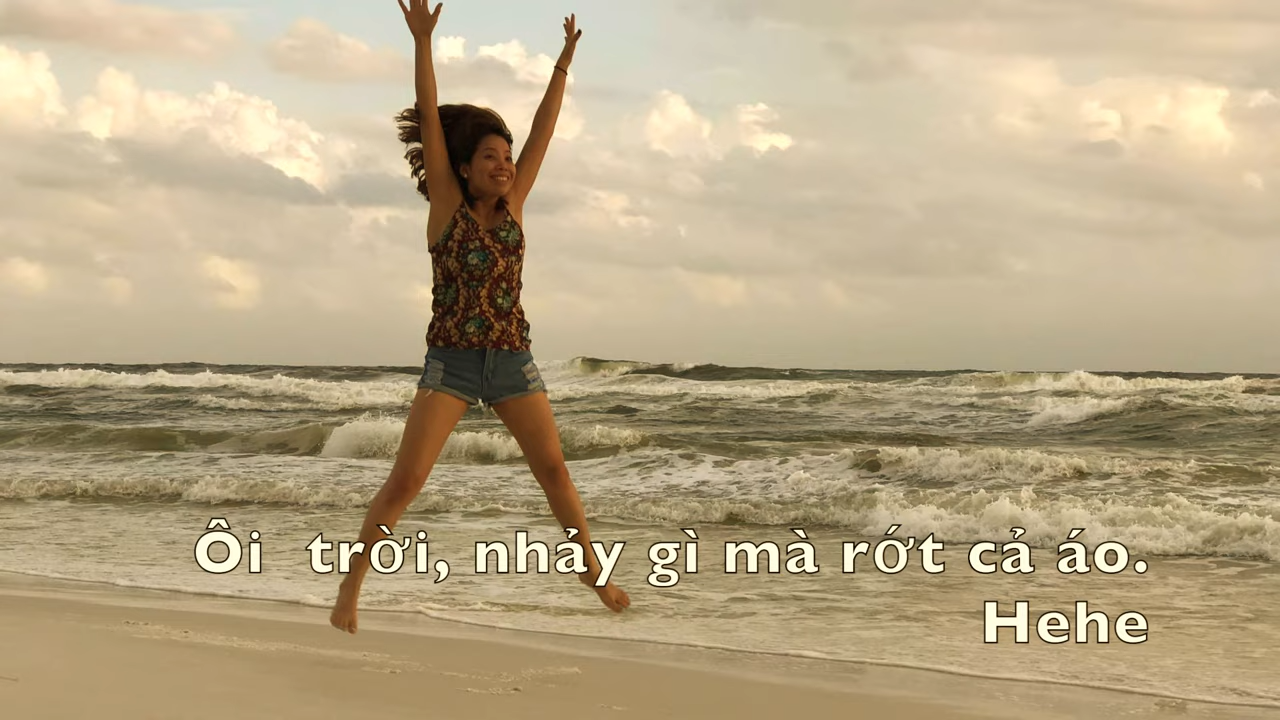 Ôi  trời, nhảy gì mà rớt cả áo.
Hehe